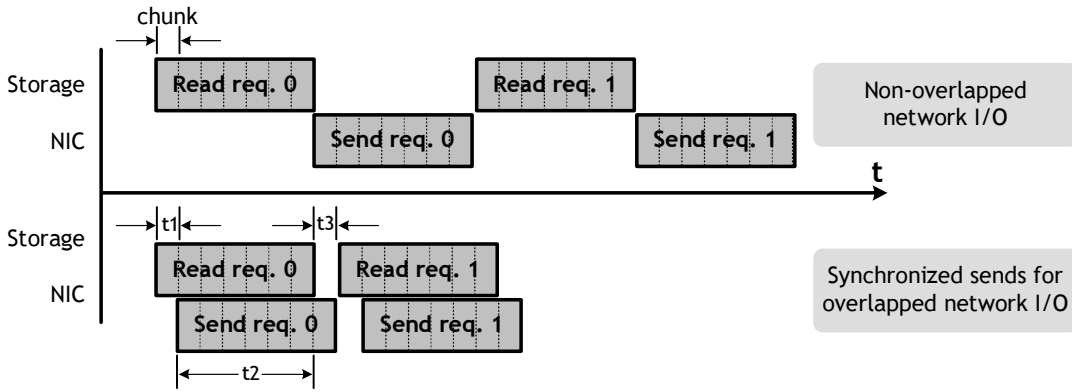 chunk
Storage
Read req. 0
Read req. 1
Non-overlapped
network I/O
NIC
Send req. 0
Send req. 1
t
t1
t3
Storage
Read req. 0
Read req. 1
Synchronized sends for
overlapped network I/O
NIC
Send req. 0
Send req. 1
t2